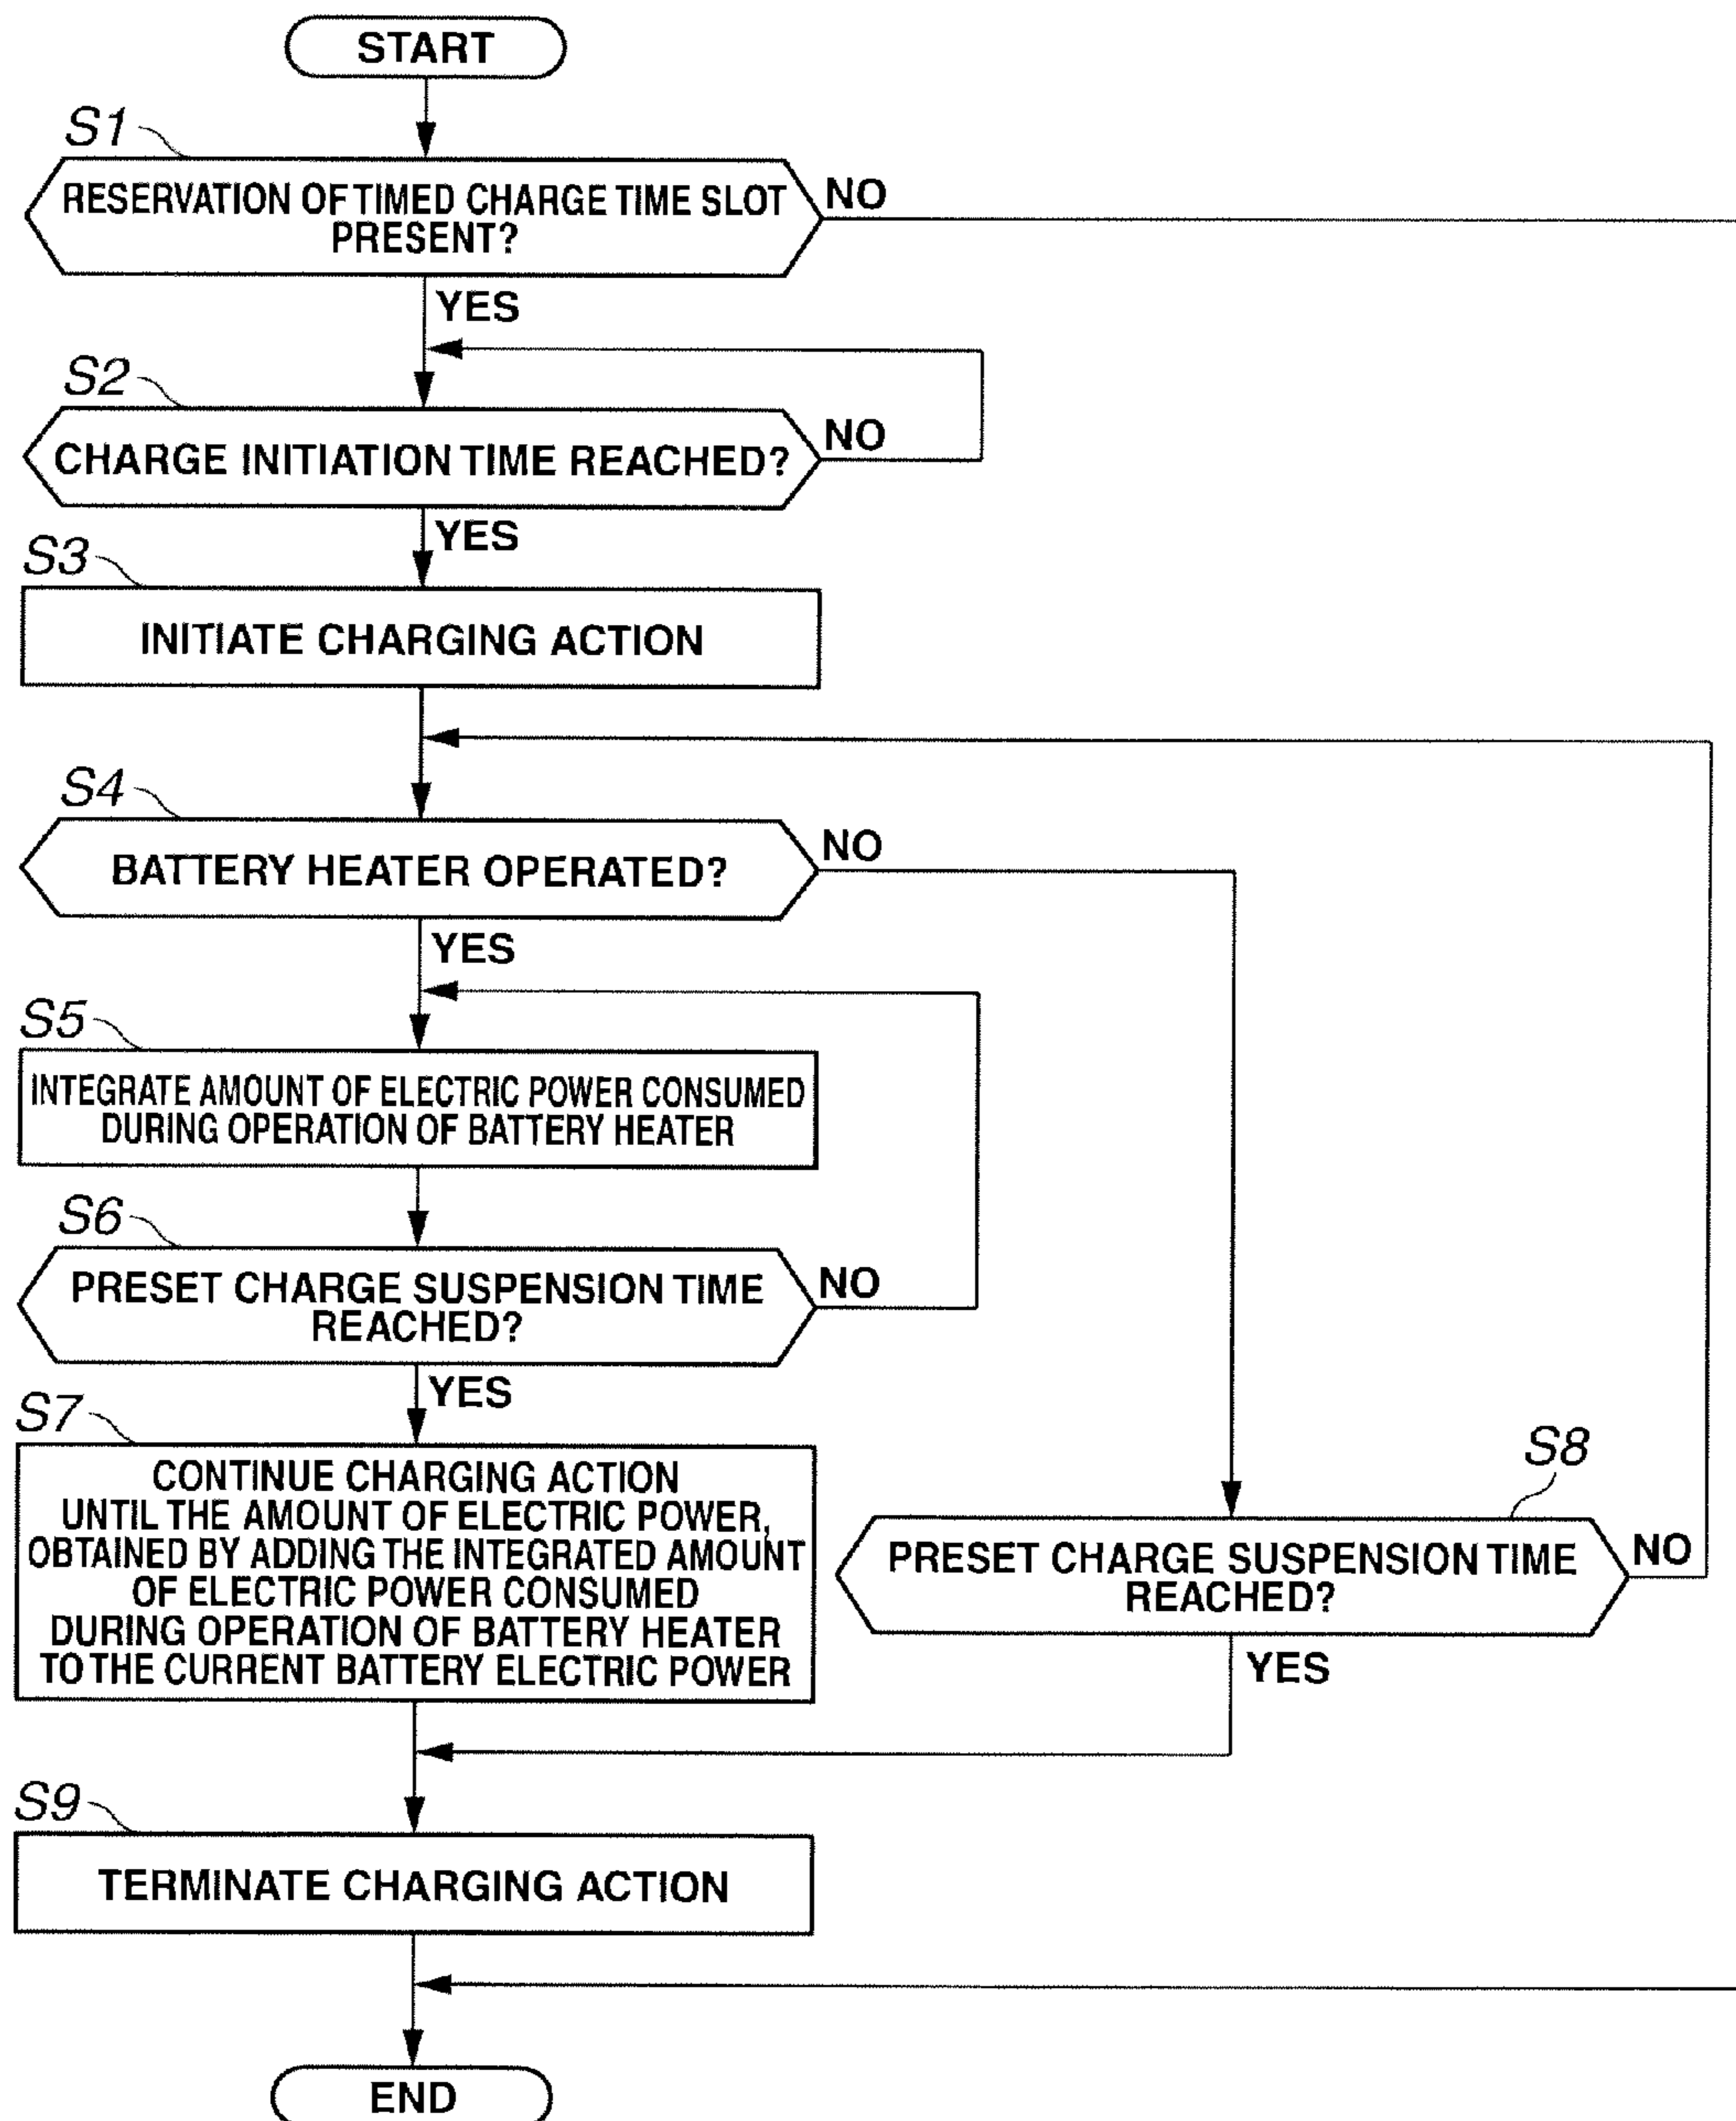 START
S1
RESERVATION OF TIMED CHARGE TIME SLOT
PRESENT?
NO
YES
S2
CHARGE INITIATION TIME REACHED?
NO
YES
S3
INITIATE CHARGING ACTION
S4
BATTERY HEATER OPERATED?
NO
YES
S5
INTEGRATE AMOUNT OF ELECTRIC POWER CONSUMED
DURING OPERATION OF BATTERY HEATER
S6
PRESET CHARGE SUSPENSION TIME
REACHED?
NO
YES
S7
CONTINUE CHARGING ACTION
UNTIL THE AMOUNT OF ELECTRIC POWER,
OBTAINED BY ADDING THE INTEGRATED AMOUNT
OF ELECTRIC POWER CONSUMED
DURING OPERATION OF BATTERY HEATER
TO THE CURRENT BATTERY ELECTRIC POWER
S8
PRESET CHARGE SUSPENSION TIME
REACHED?
NO
YES
S9
TERMINATE CHARGING ACTION
END